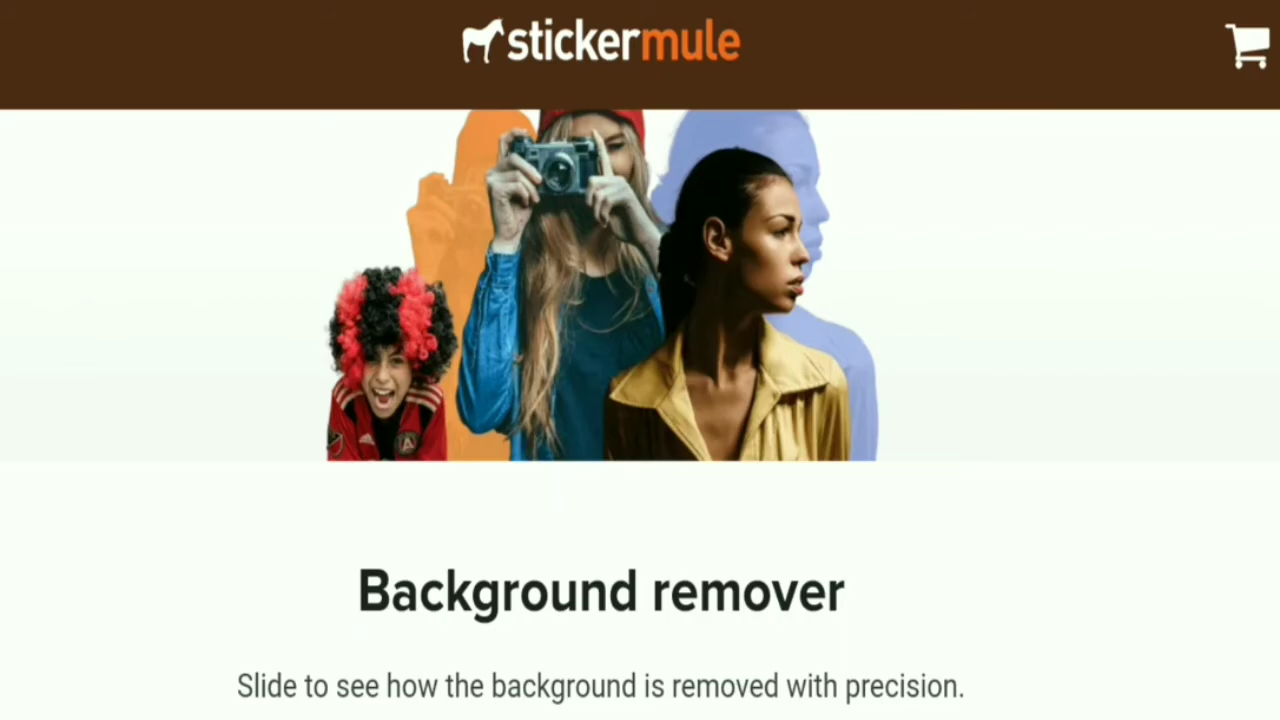 stickermule
Background remover
Slide to see how the background is removed with precision.